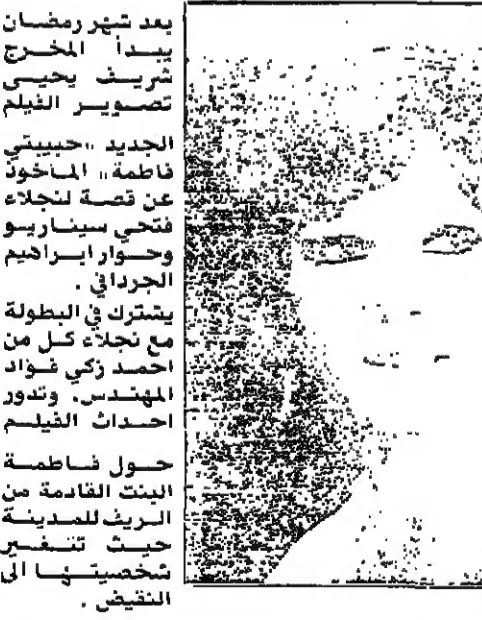 بعد شهر رمضان
يبدأ المخرج
شريف يحيى
تصوير الفيلم
الجديد «حبيبتي
فاطمة» المأخوذ
عن قصة لنجلاء
فتحي سيناريو
وحوار ابراهيم
الجرداني .
يشترك في البطولة
مع نجلاء كل من
احمد زكي فؤاد
المهندس. وتدور
احداث الفيلم
حول فاطمة
البنت القادمة من
الريف للمدينة
حيث تتغير
شخصيتها الى
النقيض .